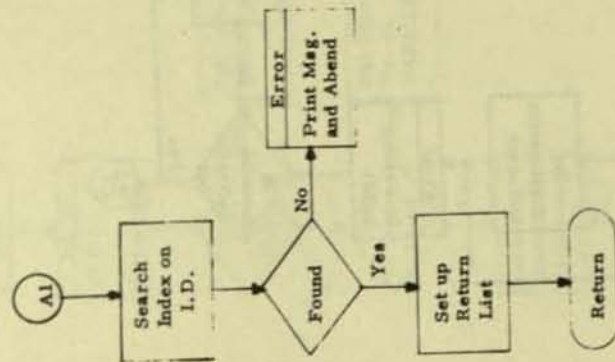 A1
Search
Index on
I.D.
Found
No
Error
Print Msg.
and Abend
Yes
Set up
Return
List
Return